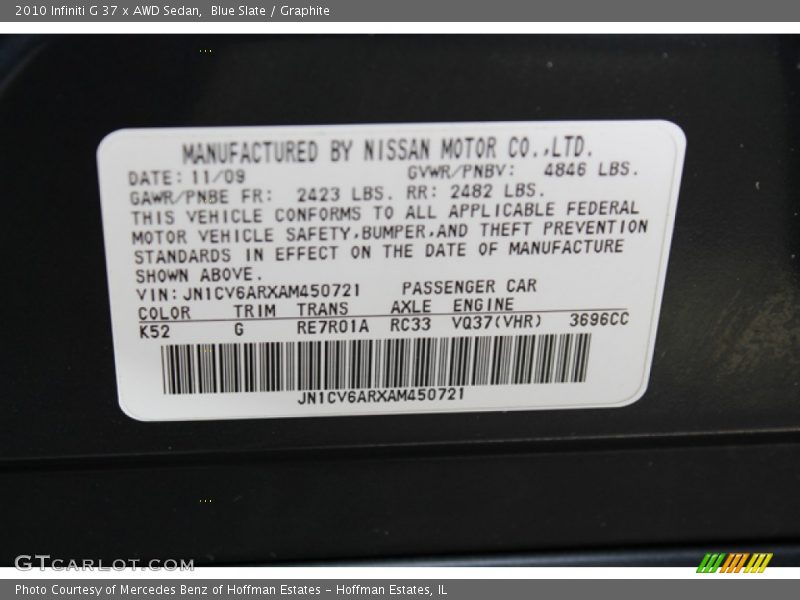 2010 Infiniti G 37 x AWD Sedan,  Blue Slate / Graphite
MANUFACTURED BY NISSAN MOTOR CO.,LTD.
DATE: 11/09 GVWR/PNBV: 4846 LBS.
GAWR/PNBE FR: 2423 LBS. RR: 2482 LBS.
THIS VEHICLE CONFORMS TO ALL APPLICABLE FEDERAL
MOTOR VEHICLE SAFETY,BUMPER,AND THEFT PREVENTION
STANDARDS IN EFFECT ON THE DATE OF MANUFACTURE
SHOWN ABOVE.
VIN: JN1CV6ARXAM450721 PASSENGER CAR
COLOR TRIM TRANS AXLE ENGINE
K52 G RE7R01A RC33 VQ37(VHR) 3696CC
JN1CV6ARXAM450721
GTCARLOT.COM
Photo Courtesy of Mercedes Benz of Hoffman Estates - Hoffman Estates, IL